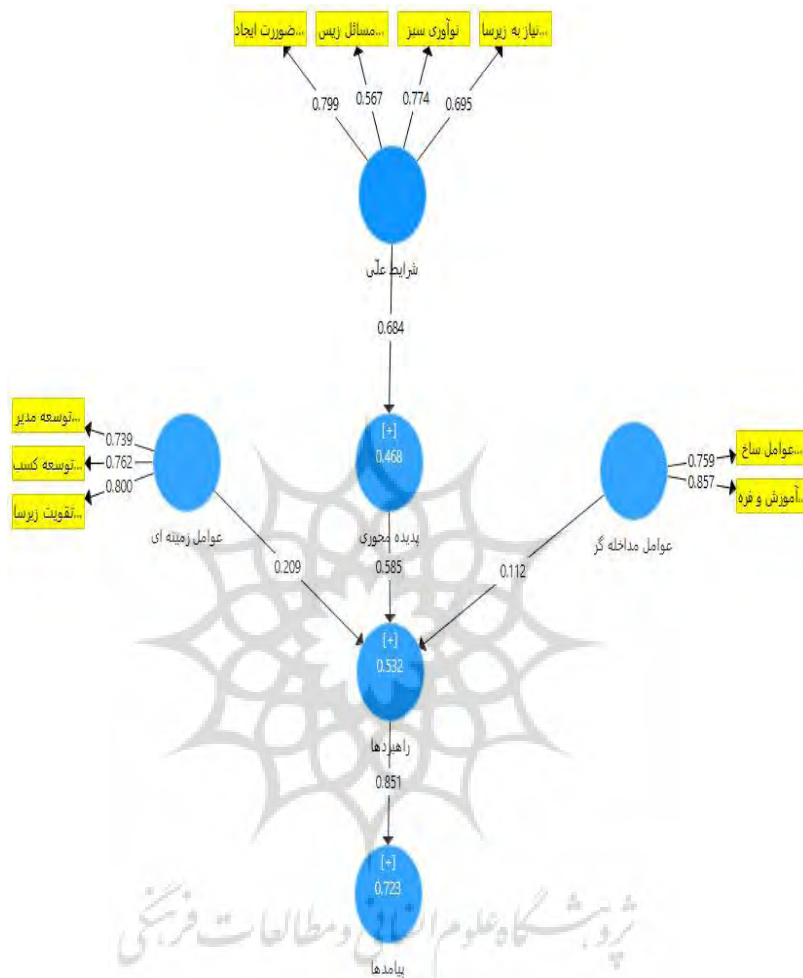 ضوررت ایجاد...
مسائل زیس...
نوآوری سبز
نیاز به زیرسا...
0.799
0.567
0.774
0.695
شرایط علّی
0.684
توسعه مدیر...
توسعه کسب...
تقویت زیرسا...
0.739
0.762
0.800
عوامل زمینه ای
[+]
0.468
پدیده محوری
عوامل ساخ...
آموزش و فره...
0.759
0.857
عوامل مداخله گر
0.209
0.585
0.112
[+]
0.532
راهبردها
0.851
[+]
0.723
پیامدها
پژوهشگاه علوم انسانی و مطالعات فرهنگی